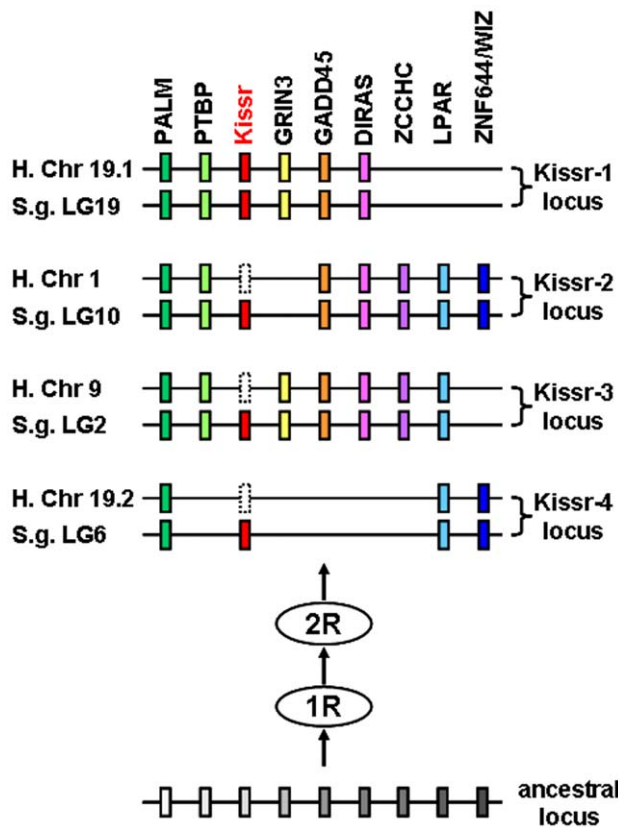 PALM
PTBP
Kissr
GRIN3
GADD45
DIRAS
ZCCHC
LPAR
ZNF644/WIZ
H. Chr 19.1
S.g. LG19
Kissr-1
locus
H. Chr 1
S.g. LG10
Kissr-2
locus
H. Chr 9
S.g. LG2
Kissr-3
locus
H. Chr 19.2
S.g. LG6
Kissr-4
locus
2R
1R
ancestral
locus